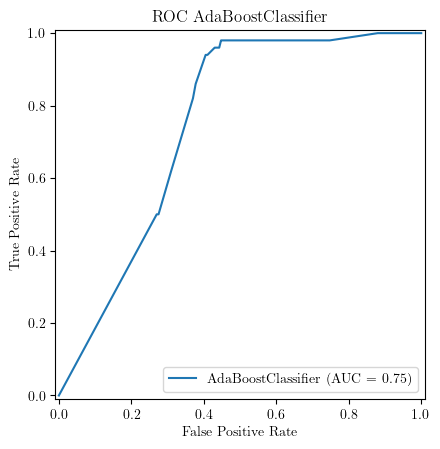 ROC AdaBoostClassifier
True Positive Rate
1.0
0.8
0.6
0.4
0.2
0.0
AdaBoostClassifier (AUC = 0.75)
0.0 0.2 0.4 0.6 0.8 1.0
False Positive Rate